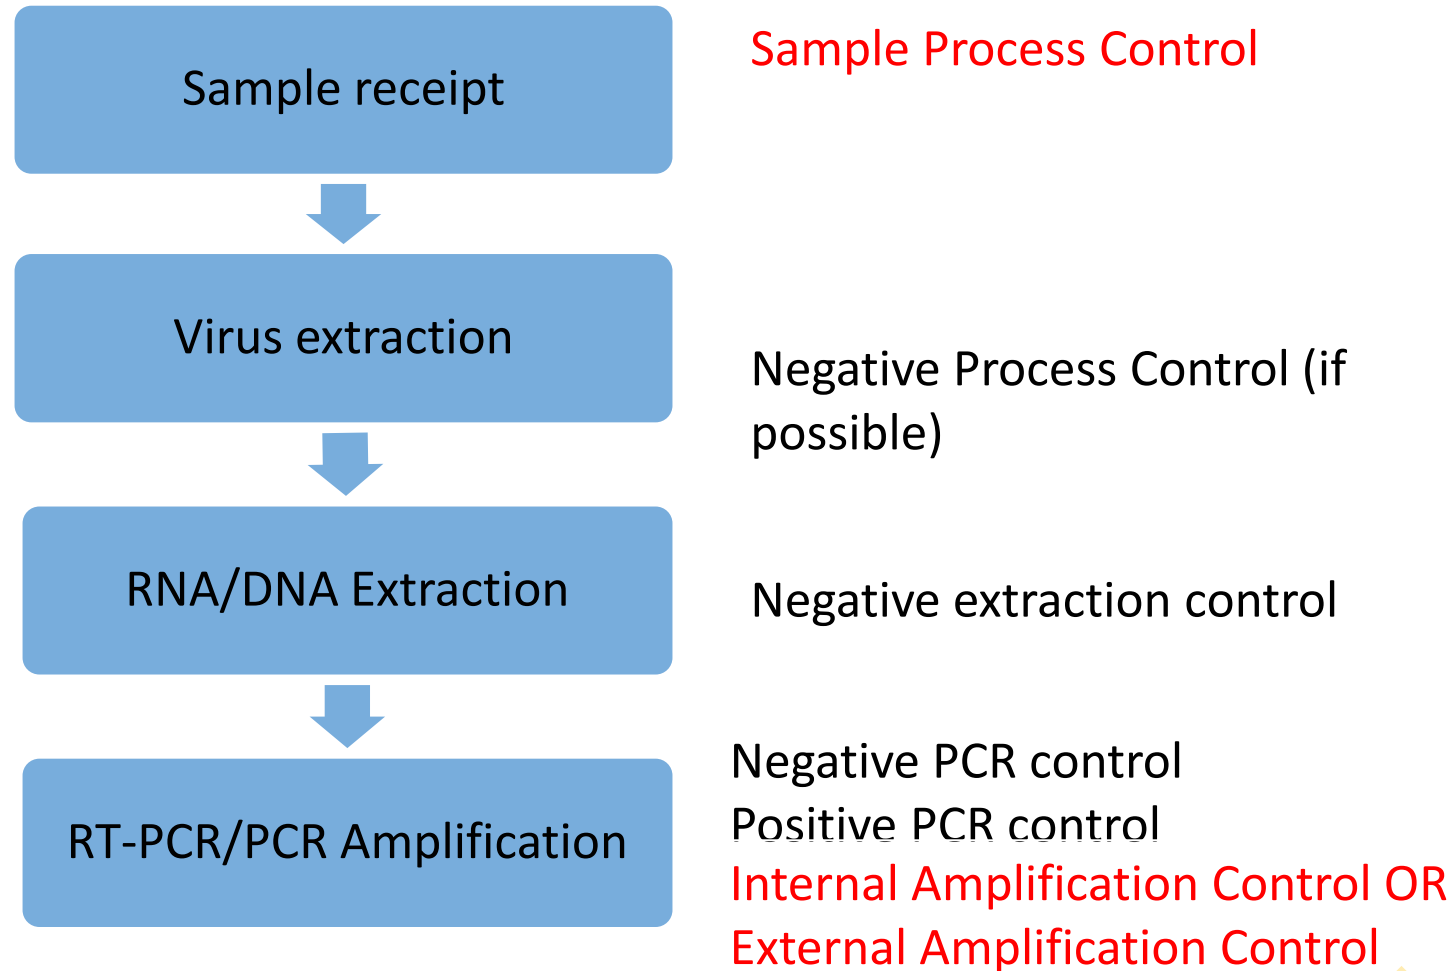 Sample receipt
Sample Process Control
Virus extraction
Negative Process Control (if
possible)
RNA/DNA Extraction
Negative extraction control
RT-PCR/PCR Amplification
Negative PCR control
Positive PCR control
Internal Amplification Control OR
External Amplification Control